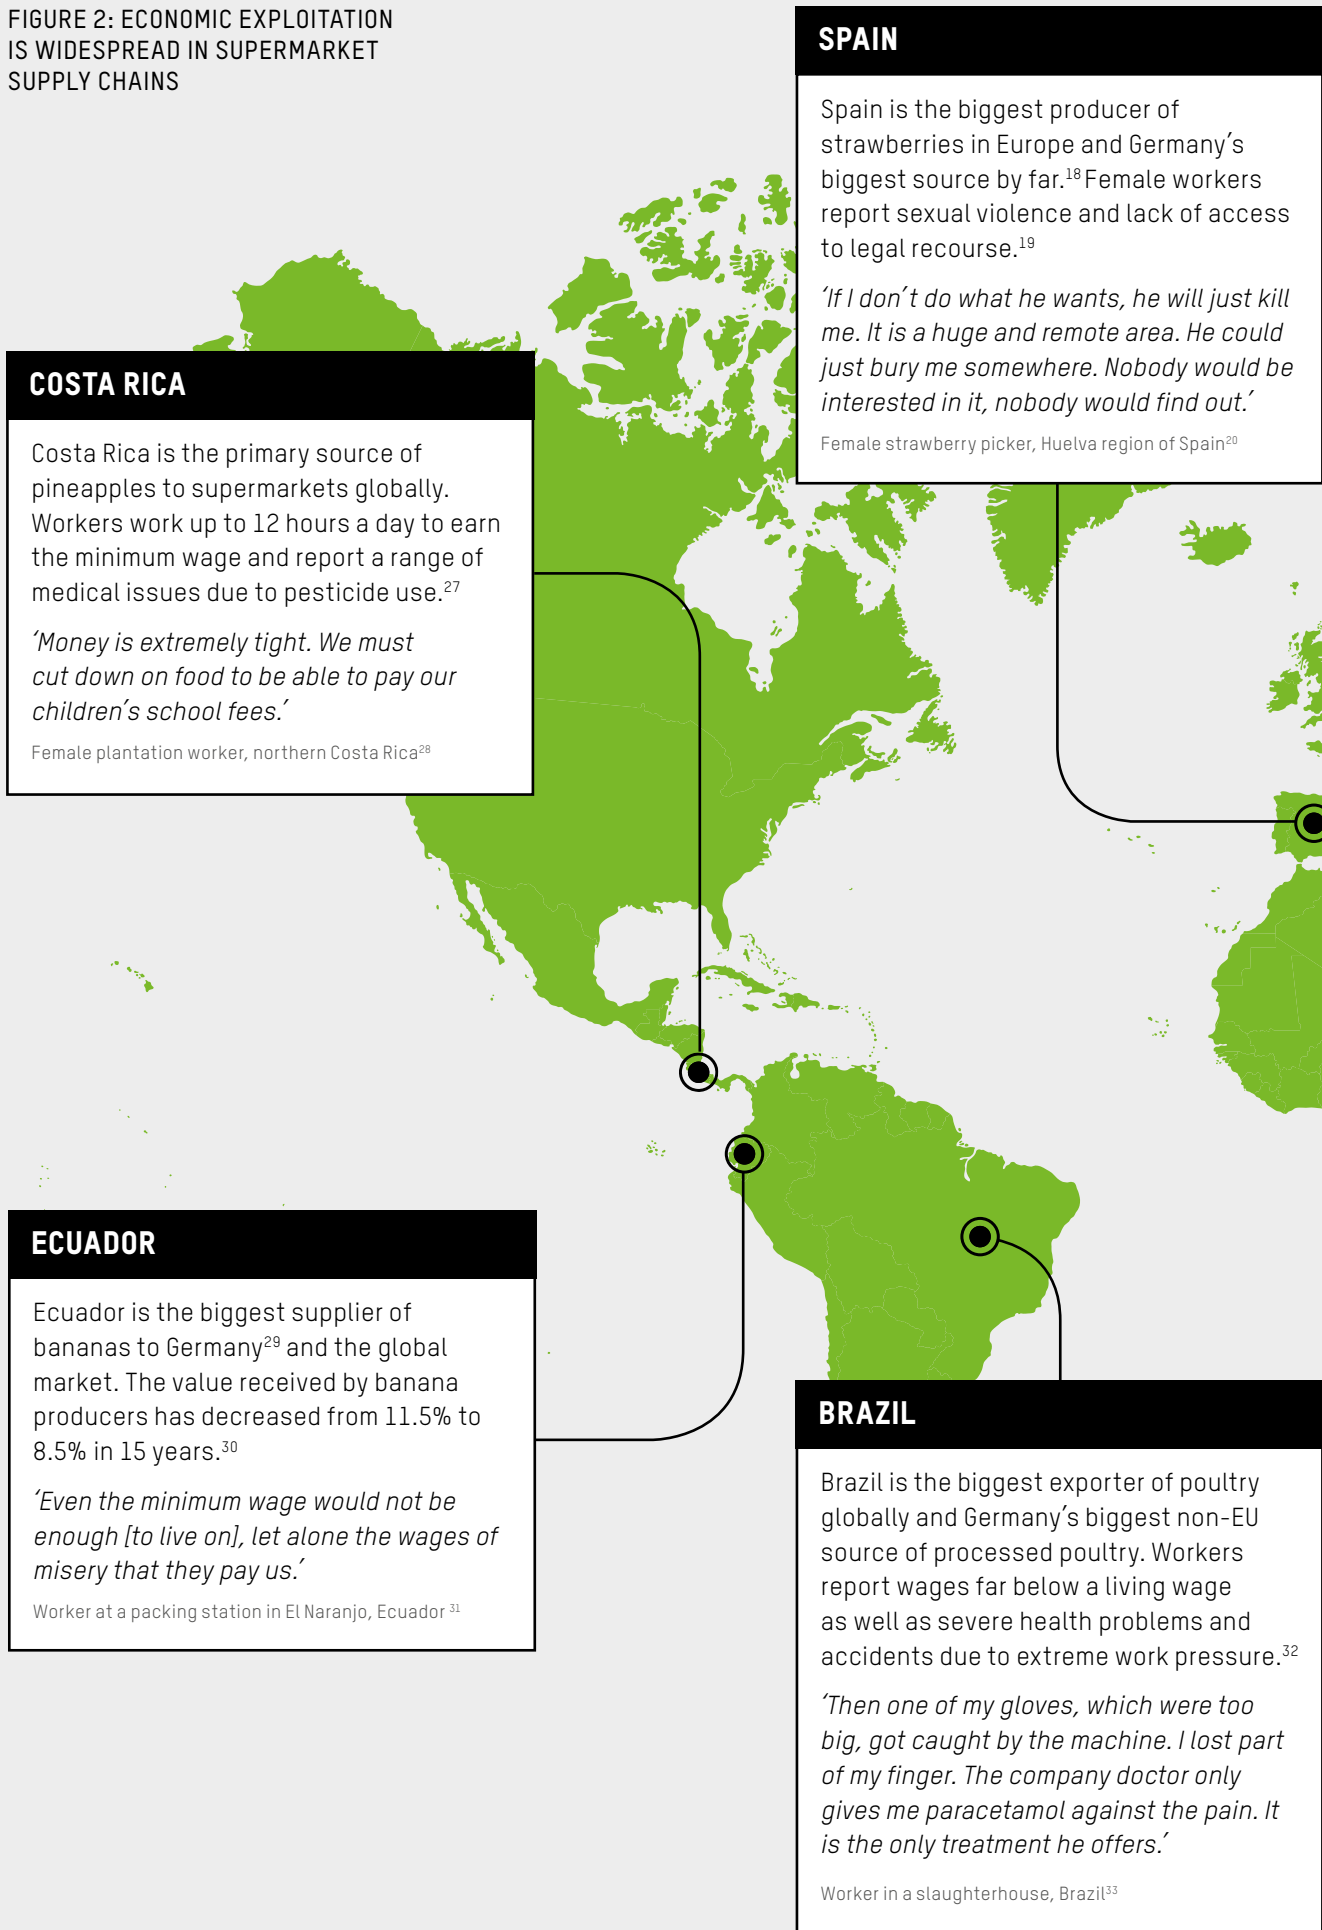 FIGURE 2: ECONOMIC EXPLOITATION
IS WIDESPREAD IN SUPERMARKET
SUPPLY CHAINS
SPAIN
Spain is the biggest producer of
strawberries in Europe and Germany’s
biggest source by far.18 Female workers
report sexual violence and lack of access
to legal recourse.19
‘If I don’t do what he wants, he will just kill
me. It is a huge and remote area. He could
just bury me somewhere. Nobody would be
interested in it, nobody would find out.’
Female strawberry picker, Huelva region of Spain20
COSTA RICA
Costa Rica is the primary source of
pineapples to supermarkets globally.
Workers work up to 12 hours a day to earn
the minimum wage and report a range of
medical issues due to pesticide use.27
‘Money is extremely tight. We must
cut down on food to be able to pay our
children’s school fees.’
Female plantation worker, northern Costa Rica28
ECUADOR
Ecuador is the biggest supplier of
bananas to Germany29 and the global
market. The value received by banana
producers has decreased from 11.5% to
8.5% in 15 years.30
‘Even the minimum wage would not be
enough [to live on], let alone the wages of
misery that they pay us.’
Worker at a packing station in El Naranjo, Ecuador 31
BRAZIL
Brazil is the biggest exporter of poultry
globally and Germany’s biggest non-EU
source of processed poultry. Workers
report wages far below a living wage
as well as severe health problems and
accidents due to extreme work pressure.32
‘Then one of my gloves, which were too
big, got caught by the machine. I lost part
of my finger. The company doctor only
gives me paracetamol against the pain. It
is the only treatment he offers.’
Worker in a slaughterhouse, Brazil33